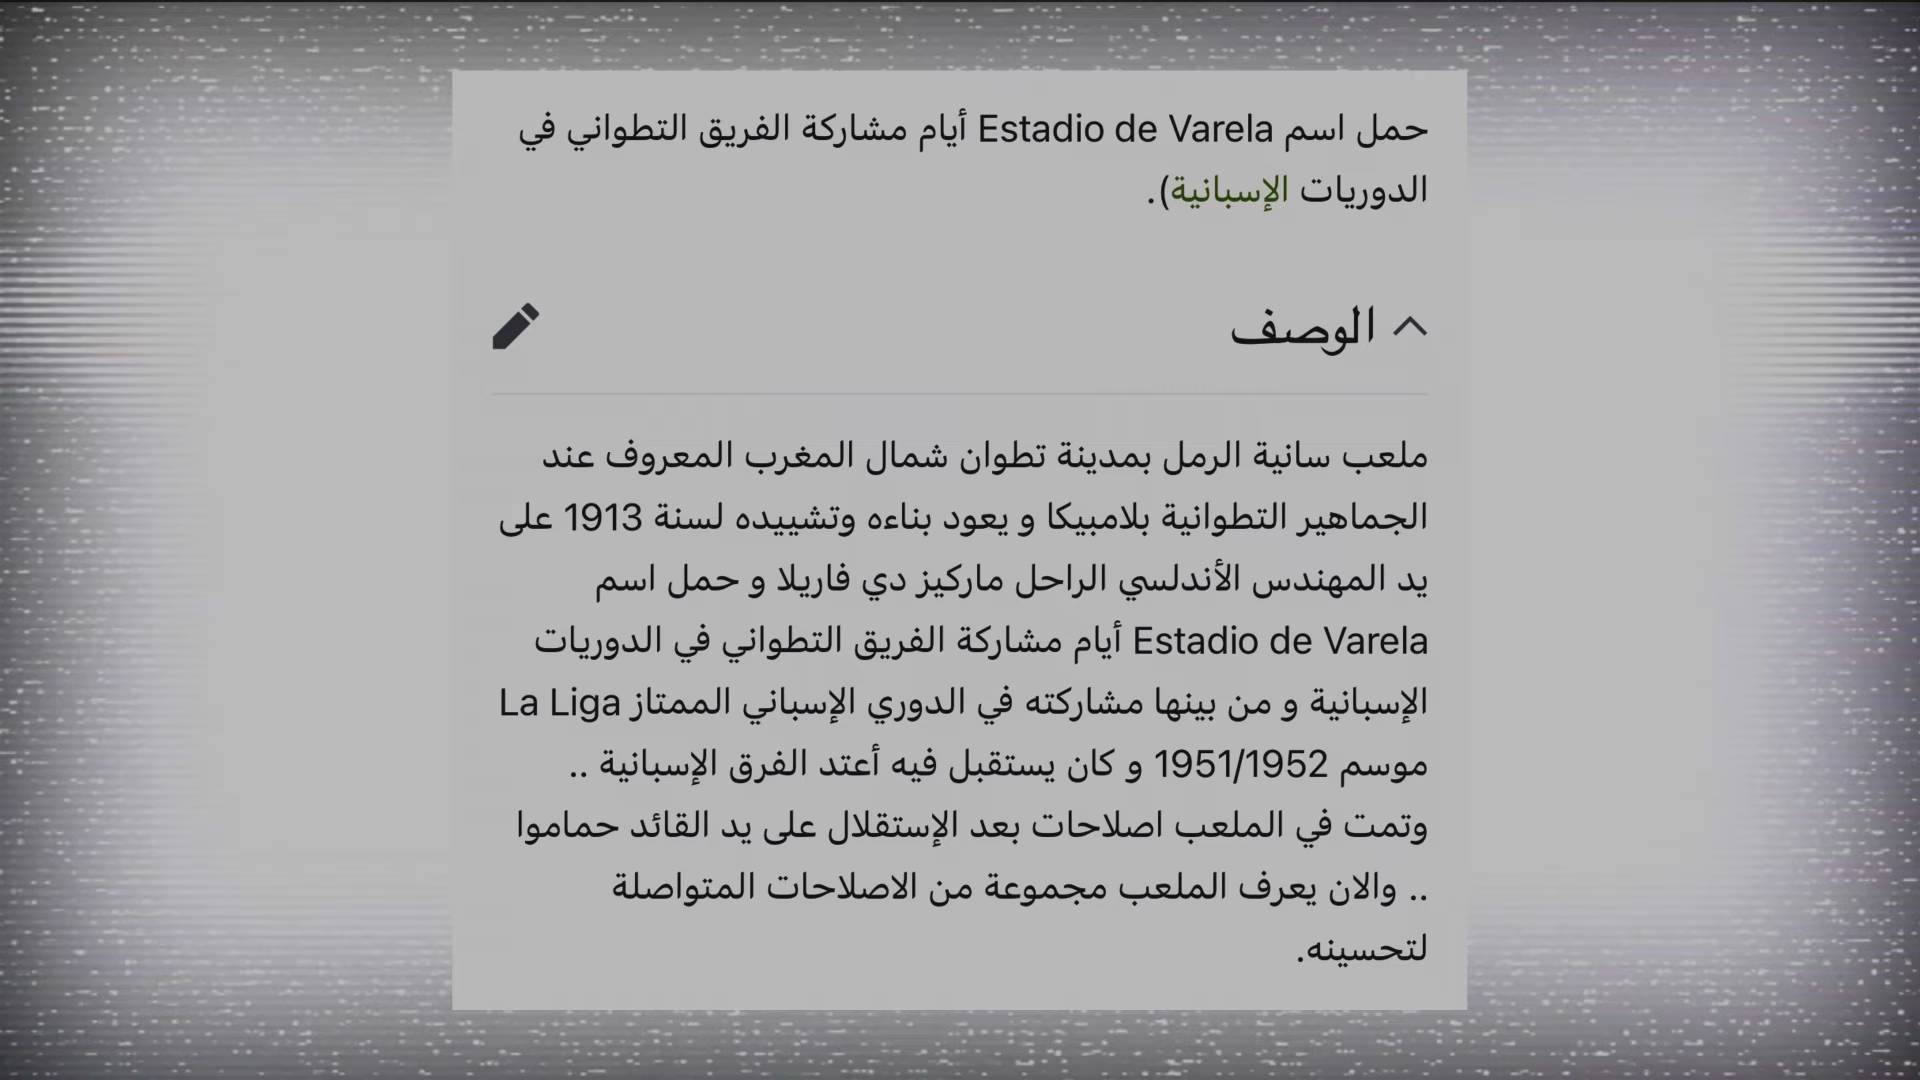 حمل اسم Estadio de Varela أيام مشاركة الفريق التطواني في
الدوريات الإسبانية).
الوصف
ملعب سانية الرمل بمدينة تطوان شمال المغرب المعروف عند
الجماهير التطوانية بلامبيكا و يعود بناءه وتشييده لسنة 1913 على
يد المهندس الأندلسي الراحل ماركيز دي فاريلا و حمل اسم
Estadio de Varela أيام مشاركة الفريق التطواني في الدوريات
الإسبانية و من بينها مشاركته في الدوري الإسباني الممتاز La Liga
موسم 1951/1952 و كان يستقبل فيه أعتد الفرق الإسبانية ..
وتمت في الملعب اصلاحات بعد الإستقلال على يد القائد حماموا
.. والان يعرف الملعب مجموعة من الاصلاحات المتواصلة
لتحسينه.